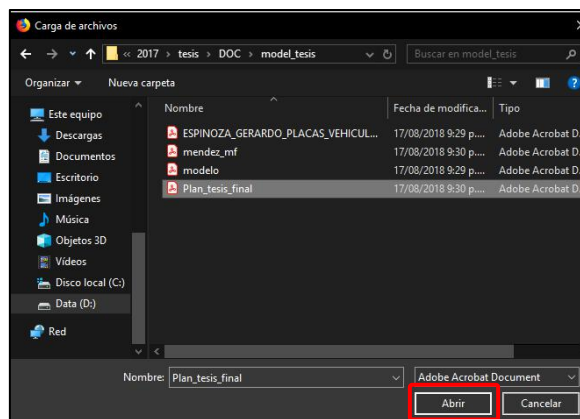 Carga de archivos
« 2017 › tesis › DOC › model_tesis
Buscar en model_tesis
Organizar
Nueva carpeta
Este equipo
Descargas
Documentos
Escritorio
Imágenes
Música
Objetos 3D
Vídeos
Disco local (C:)
Data (D:)
Red
Nombre Fecha de modifica... Tipo
ESPINOZA_GERARDO_PLACAS_VEHICUL... 17/08/2018 9:29 p.... Adobe Acrobat D
mendez_mf 17/08/2018 9:30 p.... Adobe Acrobat D
modelo 17/08/2018 9:29 p.... Adobe Acrobat D
Plan_tesis_final 17/08/2018 9:30 p.... Adobe Acrobat D
Nombre: Plan_tesis_final
Adobe Acrobat Document
Abrir
Cancelar